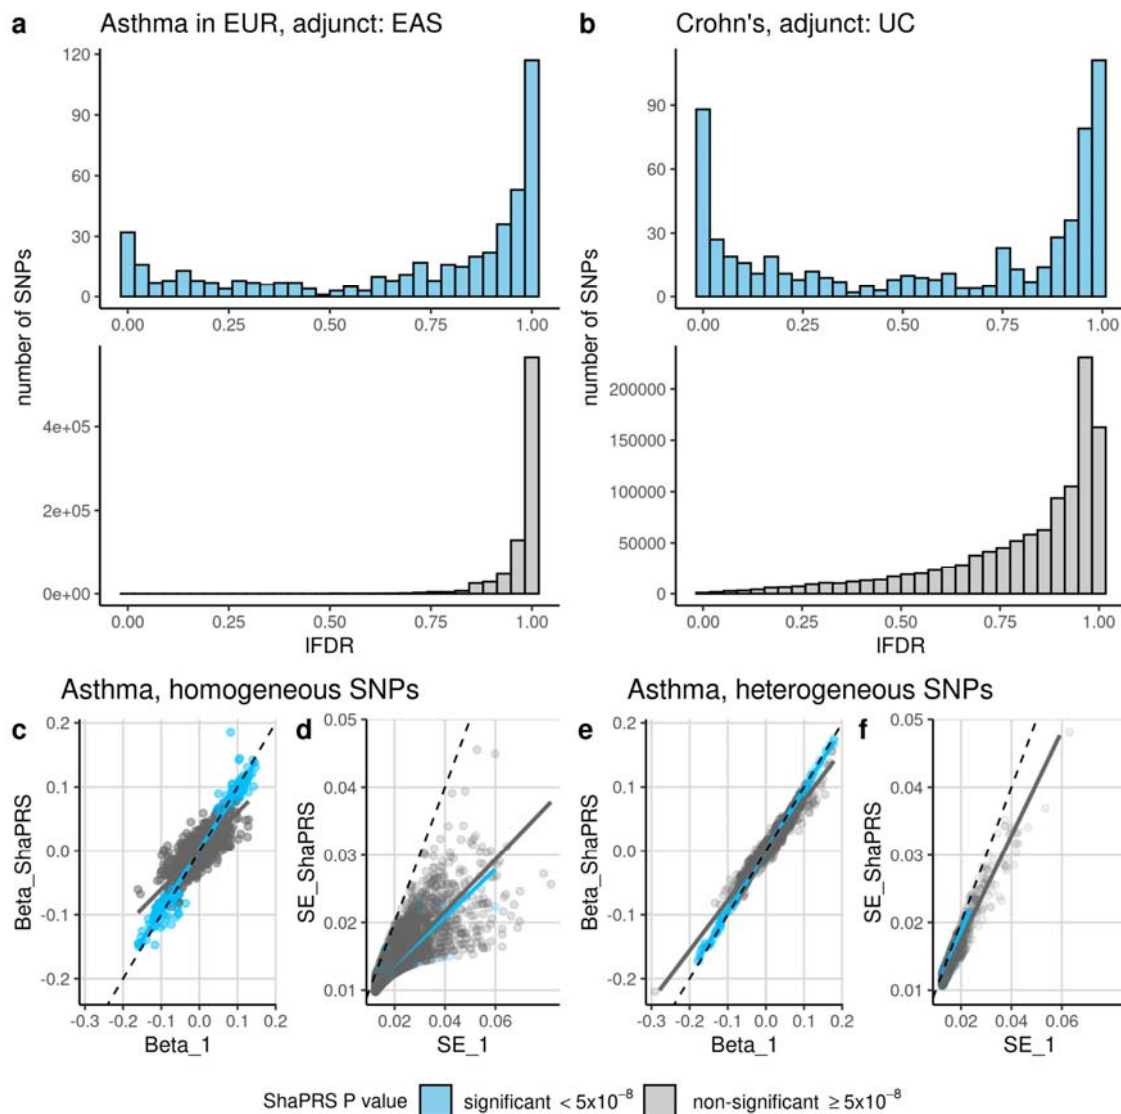 a Asthma in EUR, adjunct: EAS
b Crohn's, adjunct: UC
number of SNPs
120
90
60
30
0
0.00 0.25 0.50 0.75 1.00
4e+05
2e+05
0e+00
0.00 0.25 0.50 0.75 1.00
lFDR
number of SNPs
90
60
30
0
0.00 0.25 0.50 0.75 1.00
200000
150000
100000
50000
0
0.00 0.25 0.50 0.75 1.00
lFDR
Asthma, homogeneous SNPs
c
Beta_ShaPRS
0.2
0.1
0.0
-0.1
-0.2
-0.3 -0.2 -0.1 0.0 0.1 0.2
Beta_1
d
SE_ShaPRS
0.05
0.04
0.03
0.02
0.01
0.02 0.04 0.06
SE_1
Asthma, heterogeneous SNPs
e
Beta_ShaPRS
0.2
0.1
0.0
-0.1
-0.2
-0.3 -0.2 -0.1 0.0 0.1 0.2
Beta_1
f
SE_ShaPRS
0.05
0.04
0.03
0.02
0.01
0.02 0.04 0.06
SE_1
ShaPRS P value significant < 5x10⁻⁸ non-significant ≥ 5x10⁻⁸